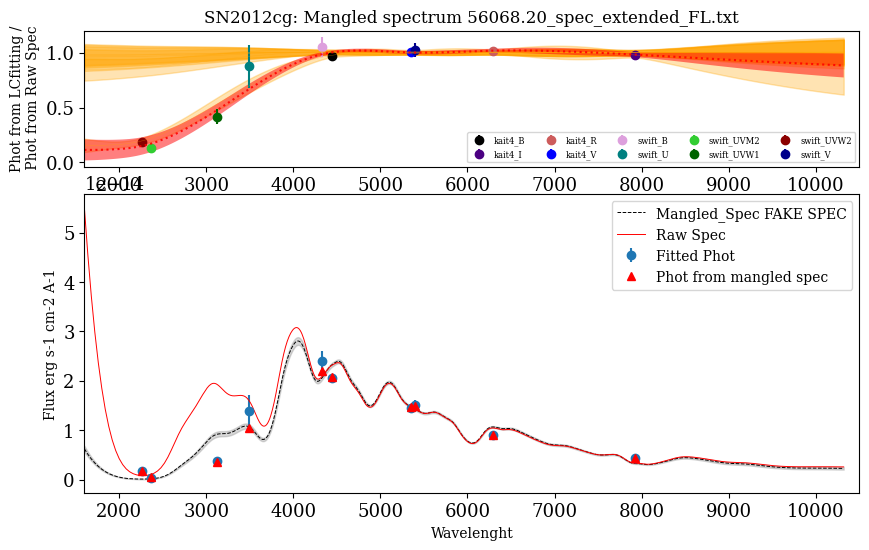 SN2012cg: Mangled spectrum 56068.20_spec_extended_FL.txt
Phot from LCfitting /
Phot from Raw Spec
1.0
0.5
0.0
kait4_B kait4_R swift_B swift_UVM2 swift_UVW2
kait4_I kait4_V swift_U swift_UVW1 swift_V
2000 3000 4000 5000 6000 7000 8000 9000 10000
1e−14
Flux erg s-1 cm-2 A-1
5
4
3
2
1
0
Mangled_Spec FAKE SPEC
Raw Spec
Fitted Phot
Phot from mangled spec
2000 3000 4000 5000 6000 7000 8000 9000 10000
Wavelenght